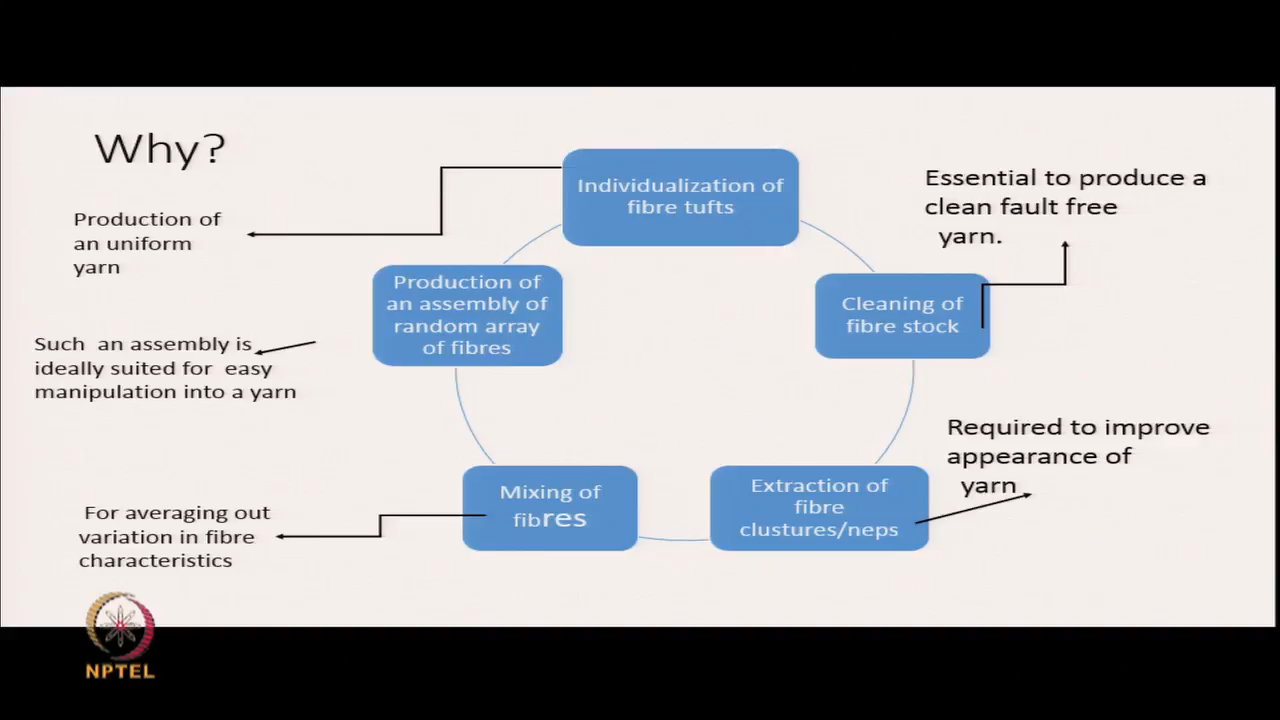 Why?
Individualization of
fibre tufts
Production of
an uniform
yarn
Essential to produce a
clean fault free
yarn.
Production of
an assembly of
random array
of fibres
Cleaning of
fibre stock
Such an assembly is
ideally suited for easy
manipulation into a yarn
Required to improve
appearance of
yarn
Mixing of
fibres
Extraction of
fibre
clustures/neps
For averaging out
variation in fibre
characteristics
NPTEL